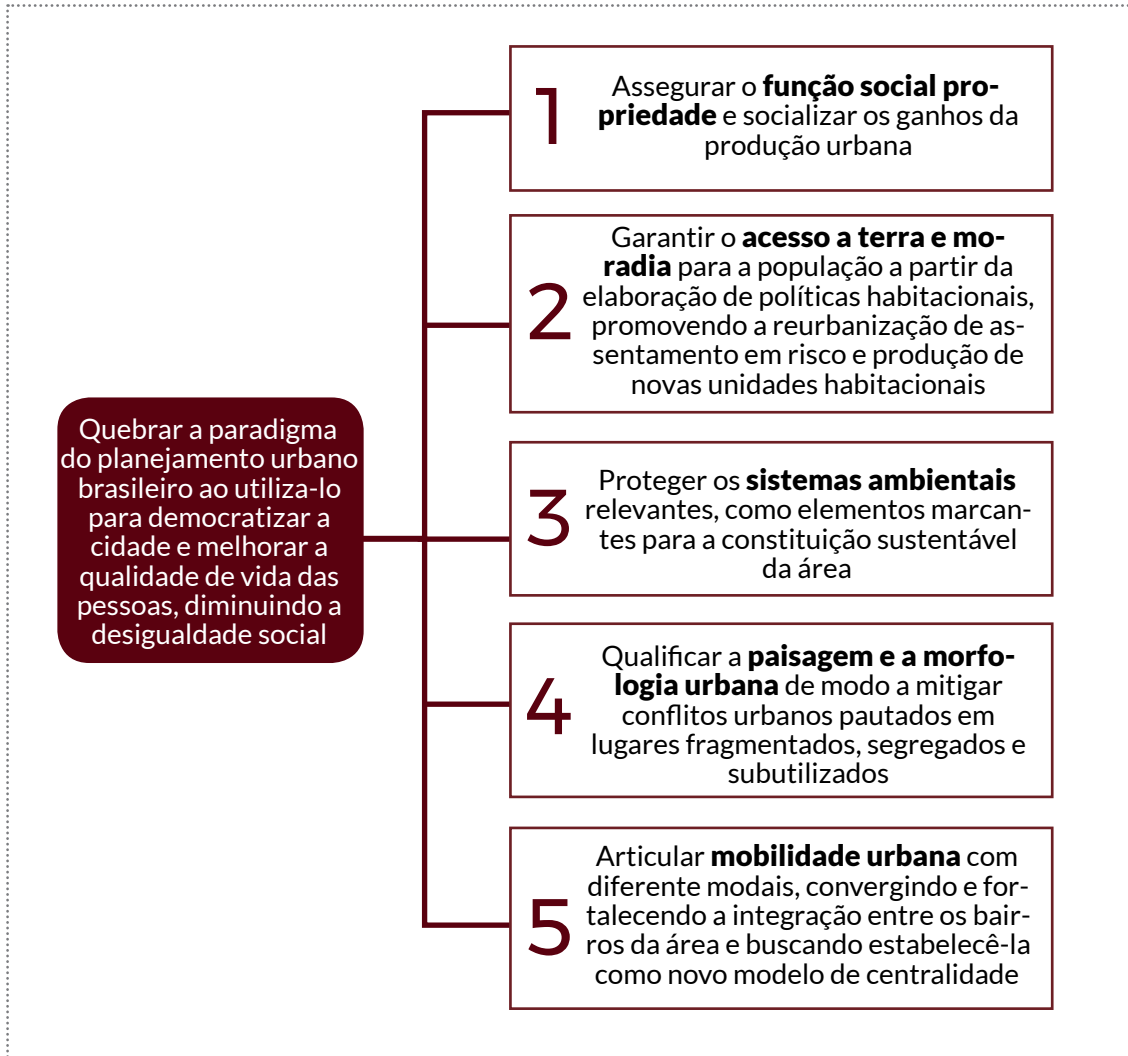 Quebrar a paradigma
do planejamento urbano
brasileiro ao utiliza-lo
para democratizar a
cidade e melhorar a
qualidade de vida das
pessoas, diminuindo a
desigualdade social
1
Assegurar o função social pro-
priedade e socializar os ganhos da
produção urbana
2
Garantir o acesso a terra e mo-
radia para a população a partir da
elaboração de políticas habitacionais,
promovendo a reurbanização de as-
sentamento em risco e produção de
novas unidades habitacionais
3
Proteger os sistemas ambientais
relevantes, como elementos marcan-
tes para a constituição sustentável
da área
4
Qualificar a paisagem e a morfo-
logia urbana de modo a mitigar
conflitos urbanos pautados em
lugares fragmentados, segregados e
subutilizados
5
Articular mobilidade urbana com
diferente modais, convergindo e for-
talecendo a integração entre os bair-
ros da área e buscando estabelecê-la
como novo modelo de centralidade